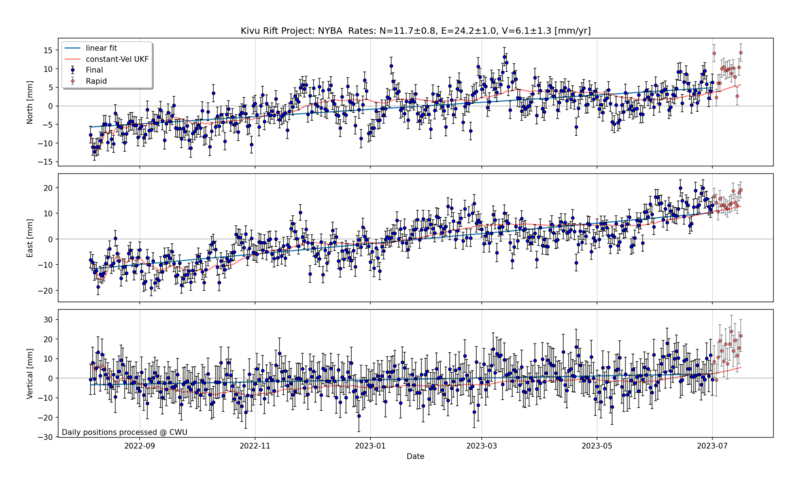 Kivu Rift Project: NYBA Rates: N=11.7±0.8, E=24.2±1.0, V=6.1±1.3 [mm/yr]
linear fit
constant-Vel UKF
Final
Rapid
North [mm]
15
10
5
0
−5
−10
−15
East [mm]
20
10
0
−10
−20
Vertical [mm]
30
20
10
0
−10
−20
−30
Daily positions processed @ CWU
2022-09
2022-11
2023-01
2023-03
2023-05
2023-07
Date